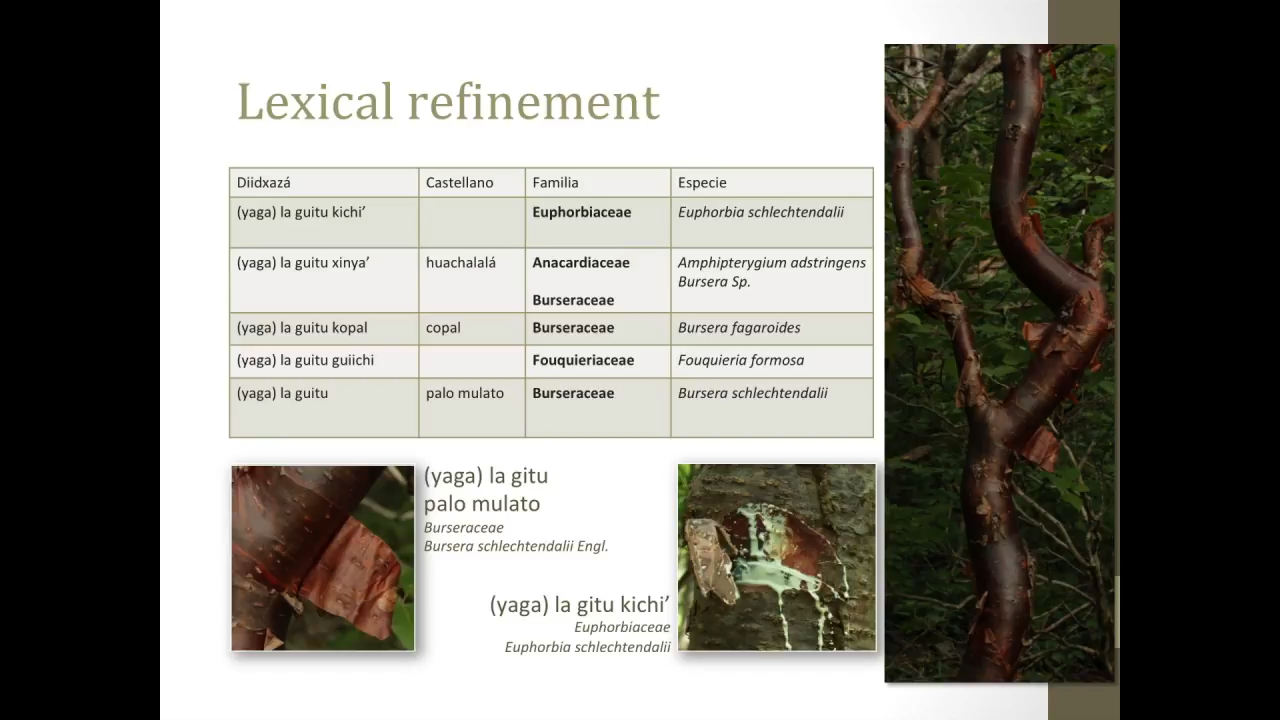 Lexical refinement
Diidxazá Castellano Familia Especie
(yaga) la guitu kichi’ Euphorbiaceae Euphorbia schlechtendalii
(yaga) la guitu xinya’ huachalalá Anacardiaceae Amphipterygium adstringens
Bursera Sp.
Burseraceae
(yaga) la guitu kopal copal Burseraceae Bursera fagaroides
(yaga) la guitu guiichi Fouquieriaceae Fouquieria formosa
(yaga) la guitu palo mulato Burseraceae Bursera schlechtendalii
(yaga) la gitu
palo mulato
Burseraceae
Bursera schlechtendalii Engl.
(yaga) la gitu kichi’
Euphorbiaceae
Euphorbia schlechtendalii